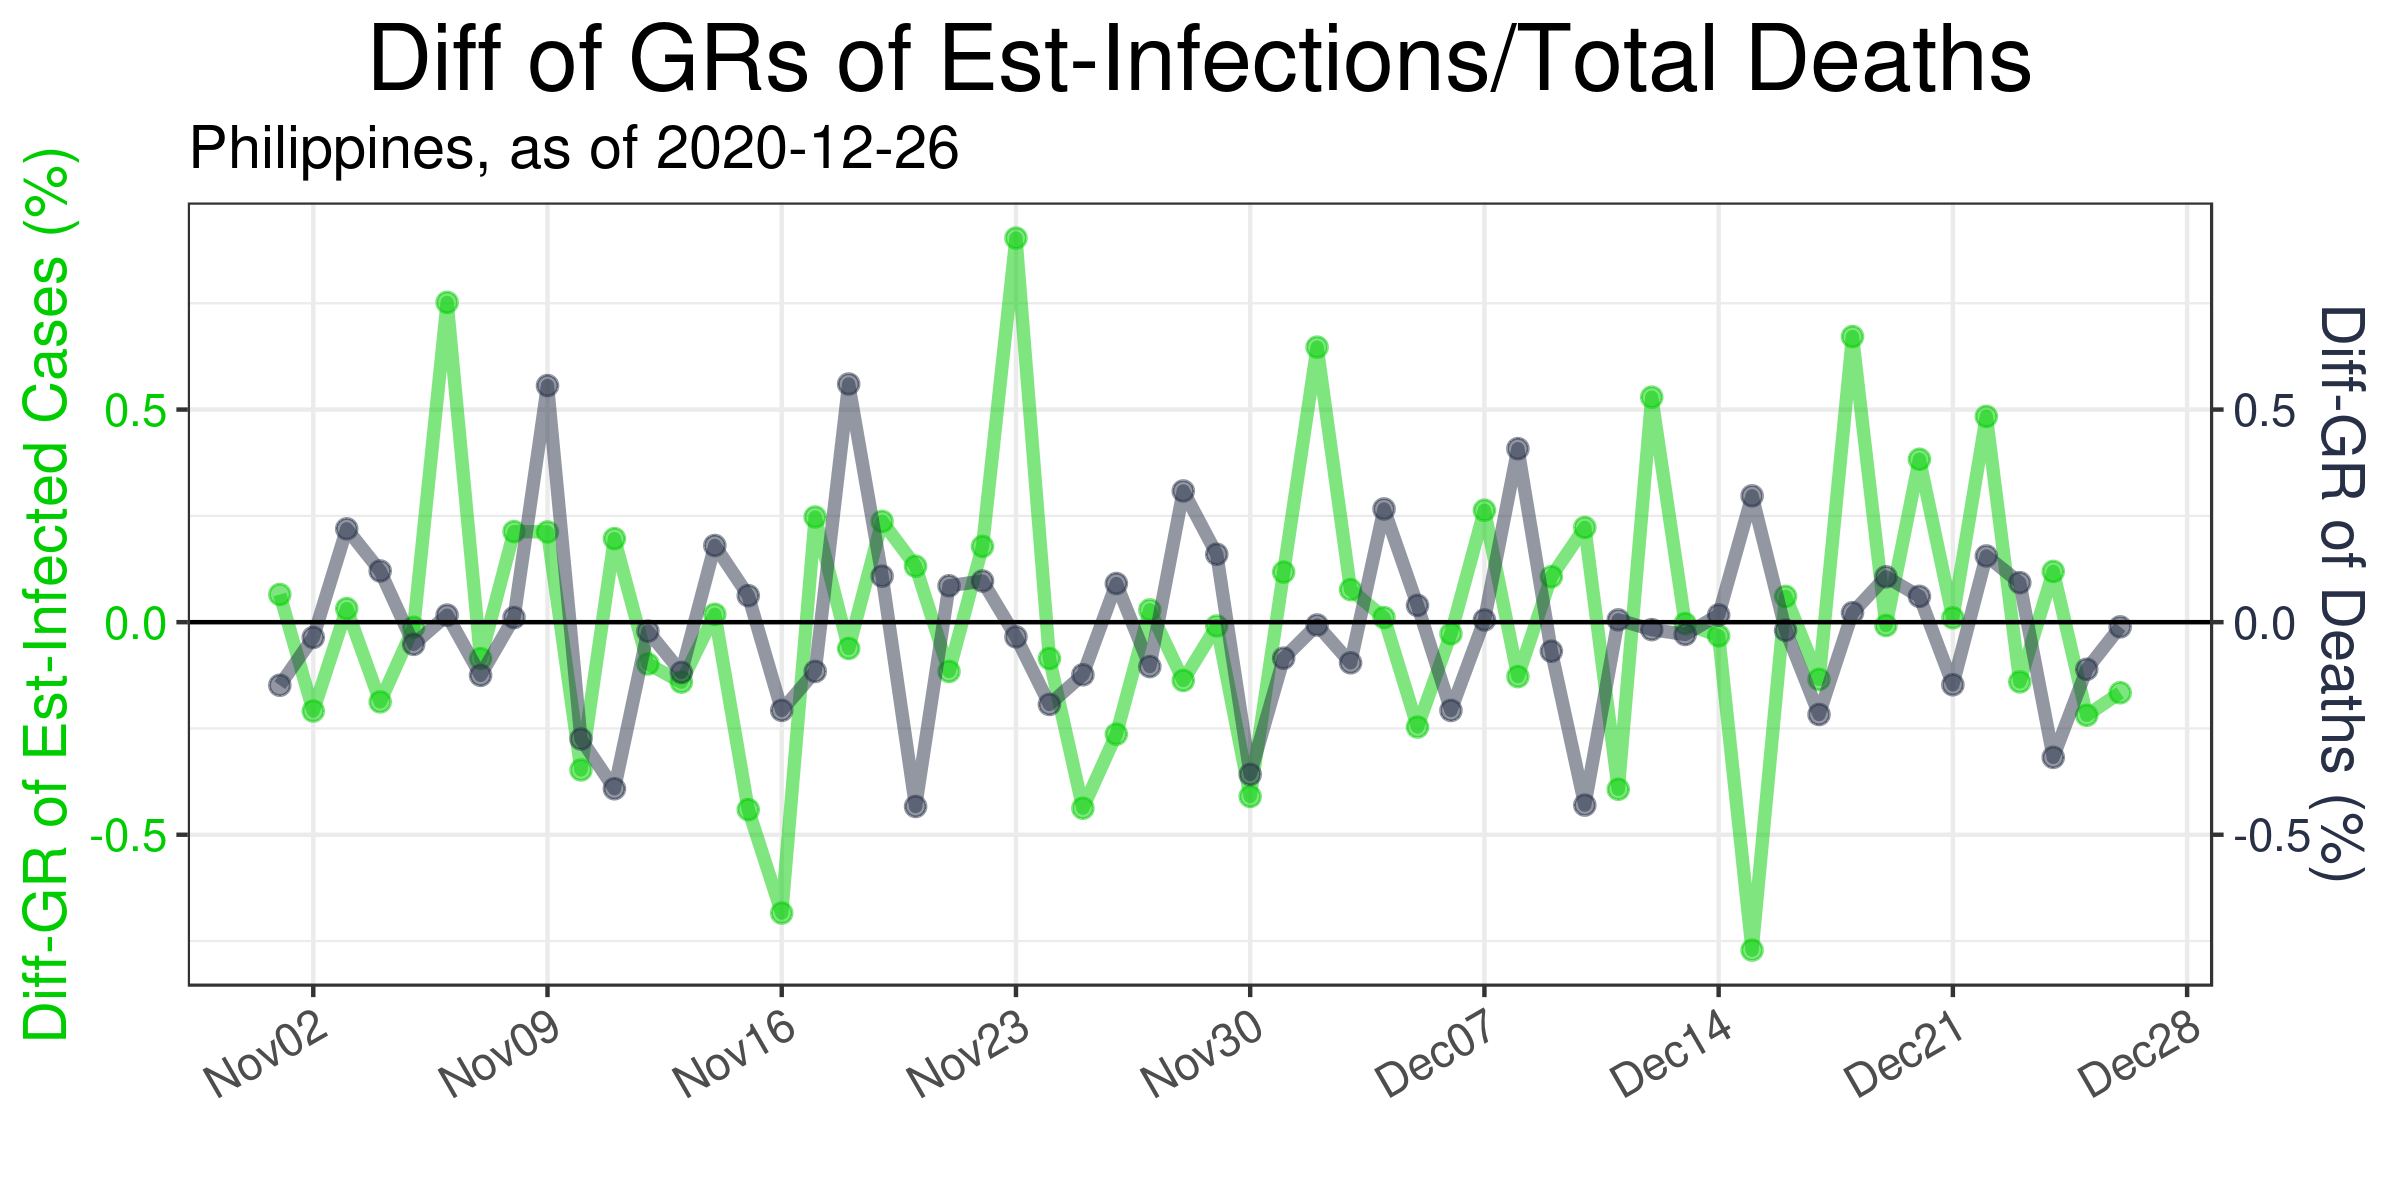 Diff of GRs of Est-Infections/Total Deaths
Philippines, as of 2020-12-26
Diff-GR of Est-Infected Cases (%)
0.5
0.0
-0.5
0.5
0.0
-0.5
Diff-GR of Deaths (%)
Nov02
Nov09
Nov16
Nov23
Nov30
Dec07
Dec14
Dec21
Dec28